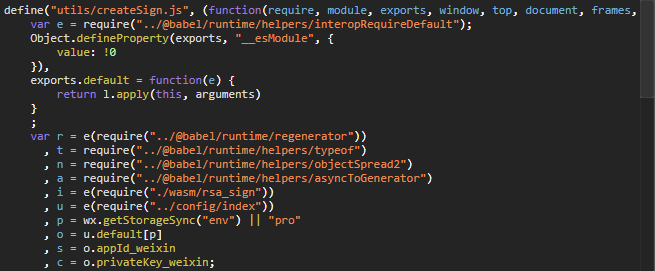 define("utils/createSign.js", (function(require, module, exports, window, top, document, frames,
var e = require("../@babel/runtime/helpers/interopRequireDefault");
Object.defineProperty(exports, "__esModule", {
value: !0
}),
exports.default = function(e) {
return l.apply(this, arguments)
}
;
var r = e(require("../@babel/runtime/regenerator"))
, t = require("../@babel/runtime/helpers/typeof")
, n = require("../@babel/runtime/helpers/objectSpread2")
, a = require("../@babel/runtime/helpers/asyncToGenerator")
, i = e(require("./wasm/rsa_sign"))
, u = e(require("../config/index"))
, p = wx.getStorageSync("env") || "pro"
, o = u.default[p]
, s = o.appId_weixin
, c = o.privateKey_weixin;